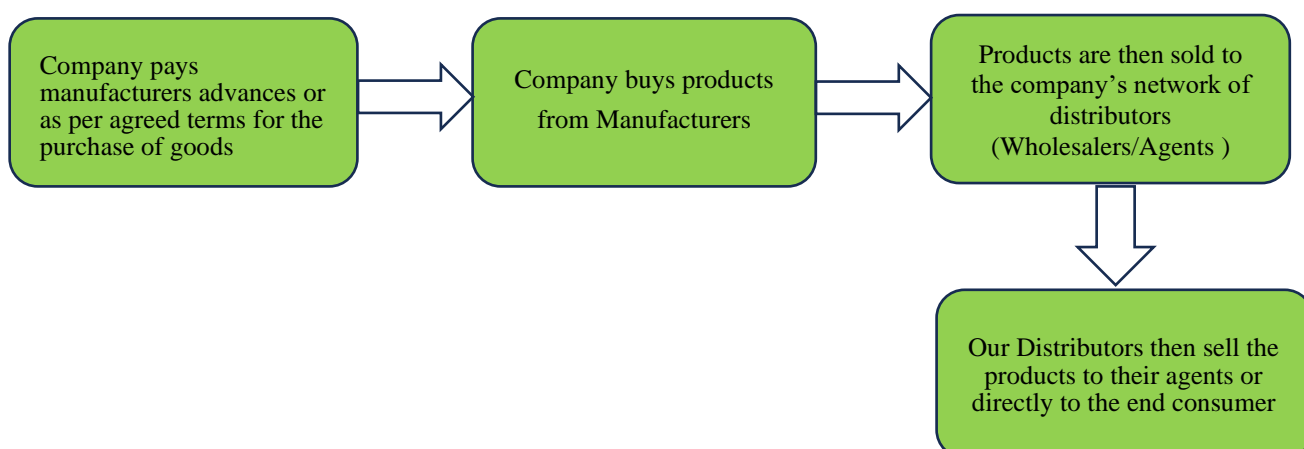 Company pays
manufacturers advances or
as per agreed terms for the
purchase of goods
Company buys products
from Manufacturers
Products are then sold to
the company’s network of
distributors
(Wholesalers/Agents )
Our Distributors then sell the
products to their agents or
directly to the end consumer